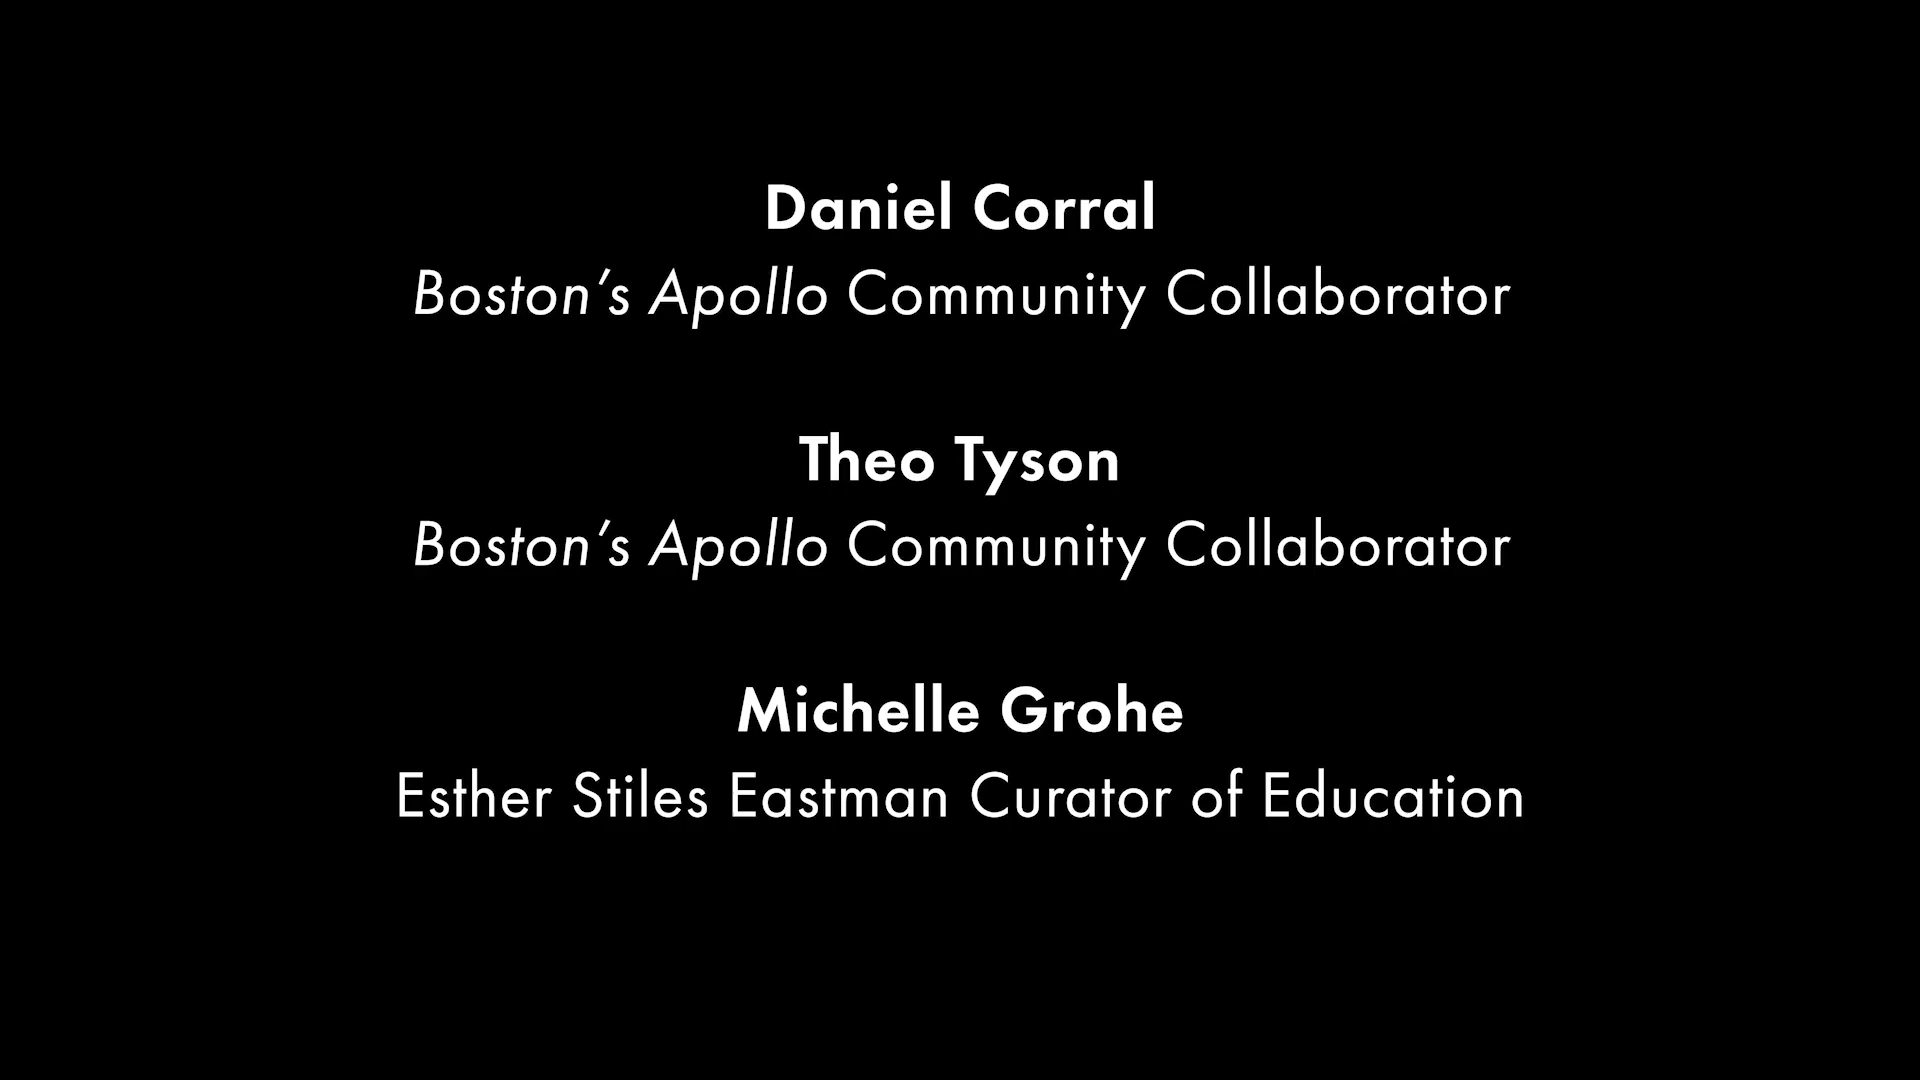 Daniel Corral
Boston‘s Apollo Community Collaborator
Theo Tyson
Boston‘s Apollo Community Collaborator
Michelle Grohe
Esther Stiles Eastman Curator of Education